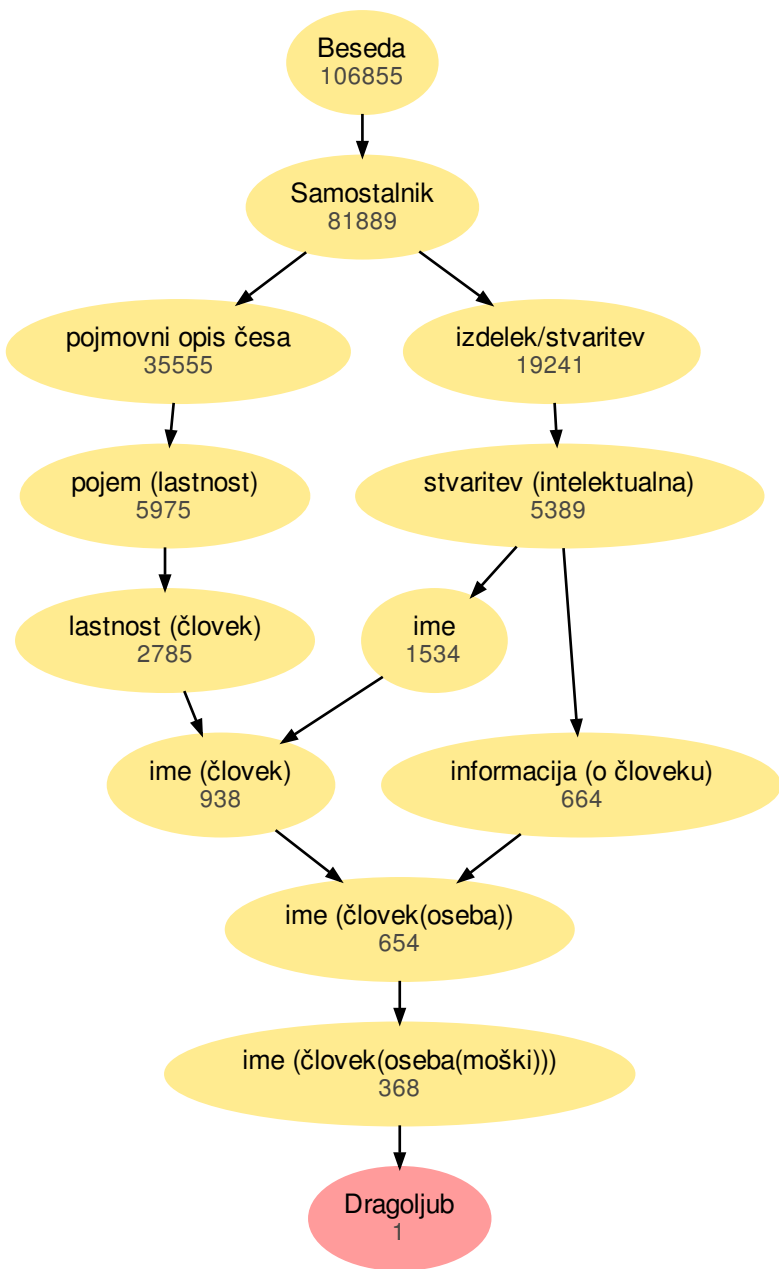 Beseda
106855
Samostalnik
81889
pojmovni opis česa
35555
izdelek/stvaritev
19241
pojem (lastnost)
5975
stvaritev (intelektualna)
5389
lastnost (človek)
2785
ime
1534
ime (človek)
938
informacija (o človeku)
664
ime (človek(oseba))
654
ime (človek(oseba(moški)))
368
Dragoljub
1